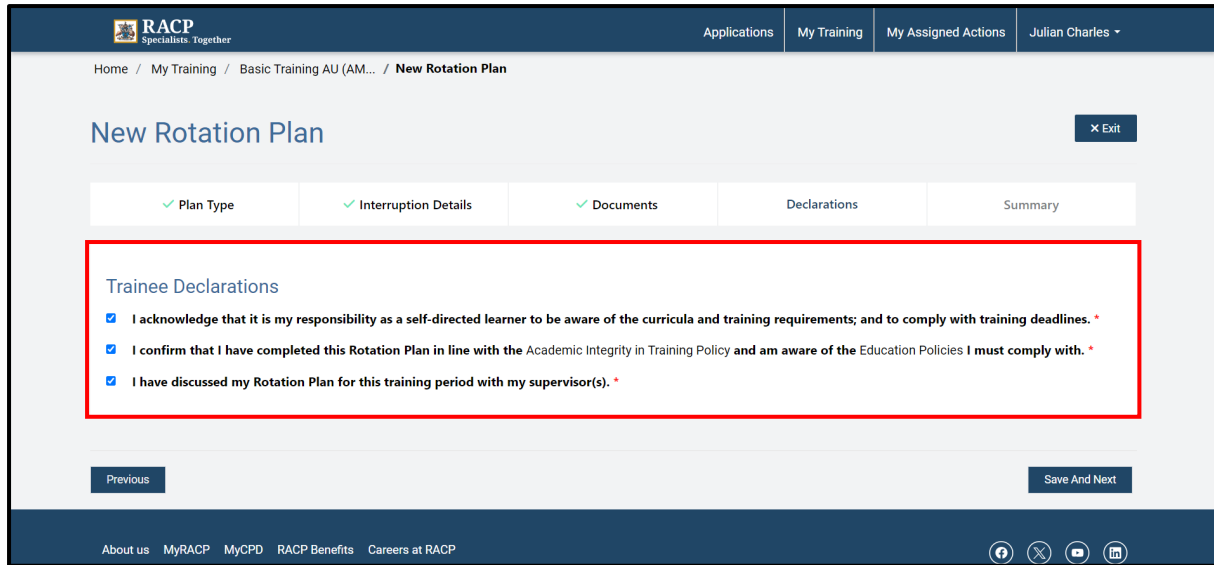 RACP
Specialists. Together
Applications
My Training
My Assigned Actions
Julian Charles
Home / My Training / Basic Training AU (AM... / New Rotation Plan
New Rotation Plan
× Exit
Plan Type
Interruption Details
Documents
Declarations
Summary
Trainee Declarations
I acknowledge that it is my responsibility as a self-directed learner to be aware of the curricula and training requirements; and to comply with training deadlines. *
I confirm that I have completed this Rotation Plan in line with the Academic Integrity in Training Policy and am aware of the Education Policies I must comply with. *
I have discussed my Rotation Plan for this training period with my supervisor(s). *
Previous
Save And Next
About us MyRACP MyCPD RACP Benefits Careers at RACP